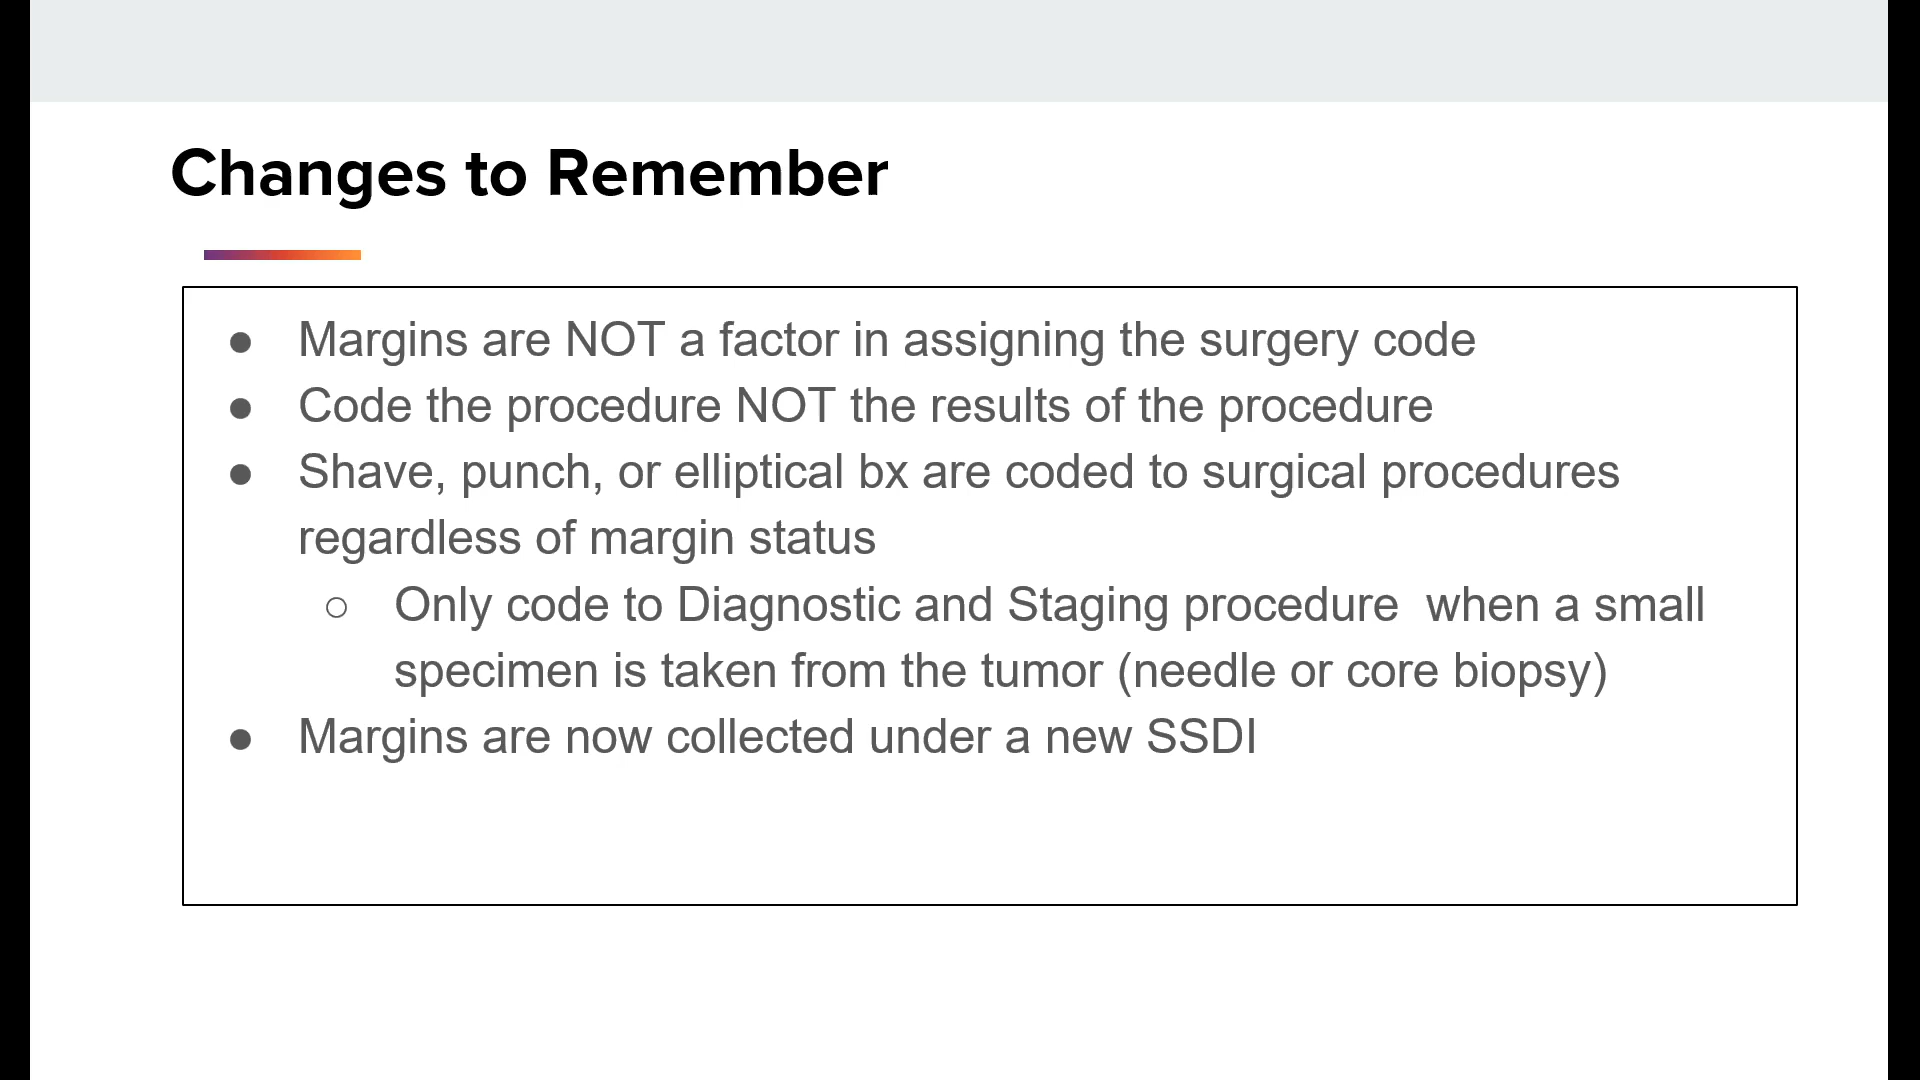 Changes to Remember
● Margins are NOT a factor in assigning the surgery code
● Code the procedure NOT the results of the procedure
● Shave, punch, or elliptical bx are coded to surgical procedures
regardless of margin status
○ Only code to Diagnostic and Staging procedure  when a small
specimen is taken from the tumor (needle or core biopsy)
● Margins are now collected under a new SSDI